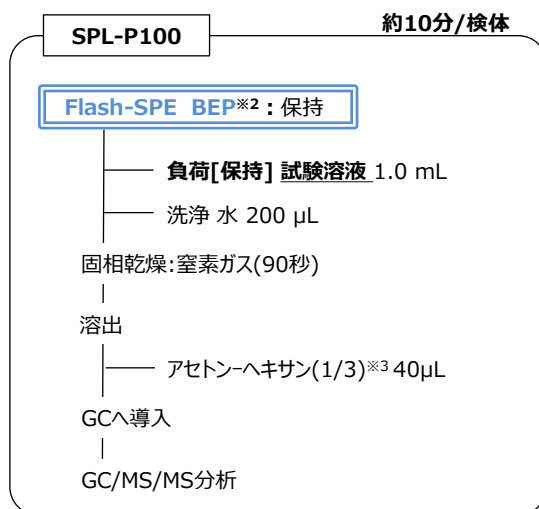 SPL-P100
約10分/検体
Flash-SPE BEP※2：保持
負荷[保持] 試験溶液 1.0 mL
洗浄 水 200 μL
固相乾燥:窒素ガス(90秒)
溶出
アセトン-ヘキサン(1/3)※3 40μL
GCへ導入
GC/MS/MS分析